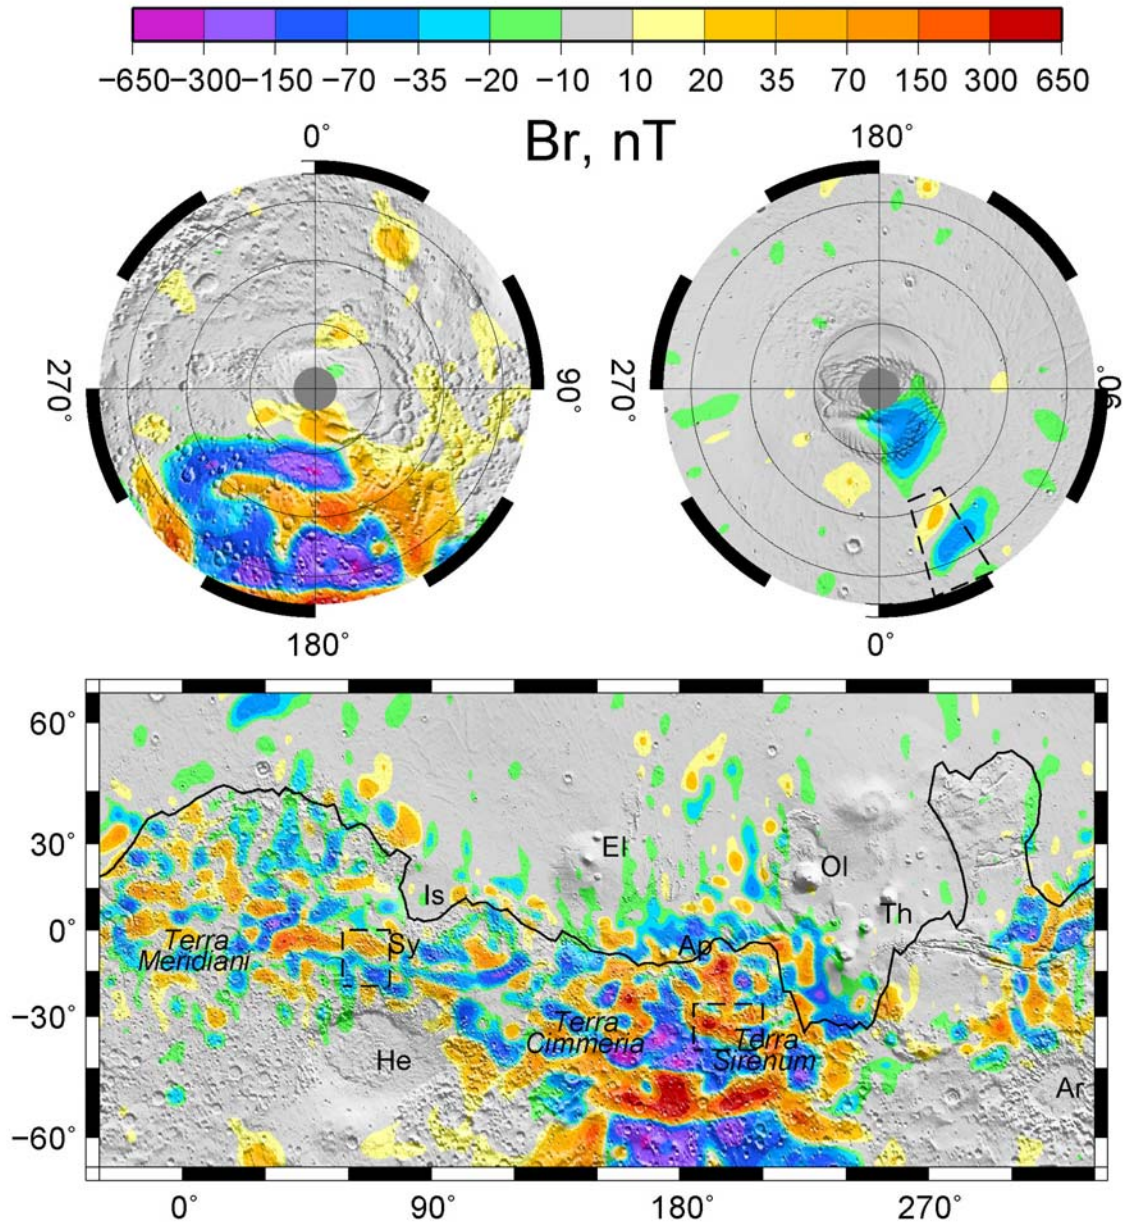 −650 −300 −150 −70 −35 −20 −10 10 20 35 70 150 300 650
Br, nT
0° 180°
270° 90° 270° 90°
180° 0°
60°
30° El Ol
Is Th
0° Terra Meridiani Sy Ap
−30° Terra Cimmeria Terra Sirenum
He Ar
−60°
0° 90° 180° 270°